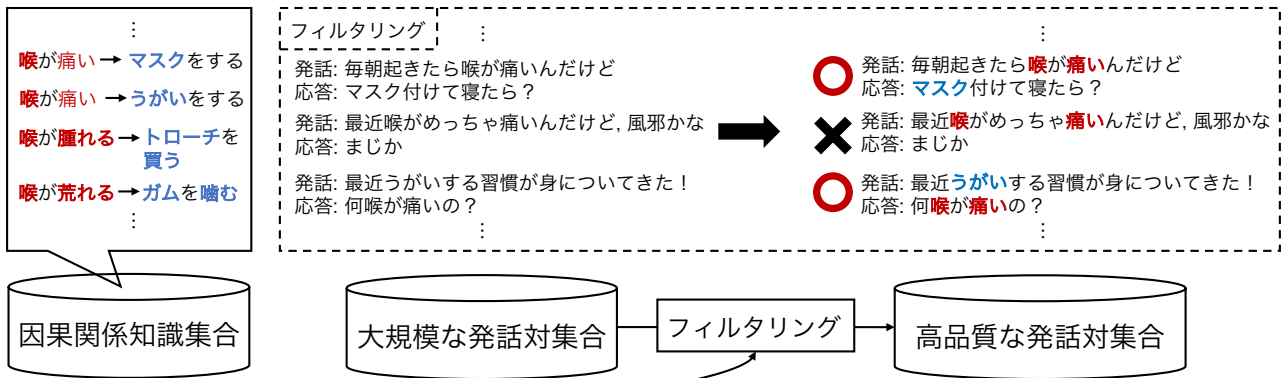 ⋮
喉が痛い → マスクをする
喉が痛い →うがいをする
喉が腫れる→トローチを
買う
喉が荒れる→ガムを噛む
⋮
フィルタリング
⋮
発話: 毎朝起きたら喉が痛いんだけど
応答: マスク付けて寝たら？
発話: 最近喉がめっちゃ痛いんだけど, 風邪かな
応答: まじか
発話: 最近うがいする習慣が身についてきた！
応答: 何喉が痛いの？
⋮
⋮
発話: 毎朝起きたら喉が痛いんだけど
応答: マスク付けて寝たら？
発話: 最近喉がめっちゃ痛いんだけど, 風邪かな
応答: まじか
発話: 最近うがいする習慣が身についてきた！
応答: 何喉が痛いの？
⋮
因果関係知識集合
大規模な発話対集合
フィルタリング
高品質な発話対集合